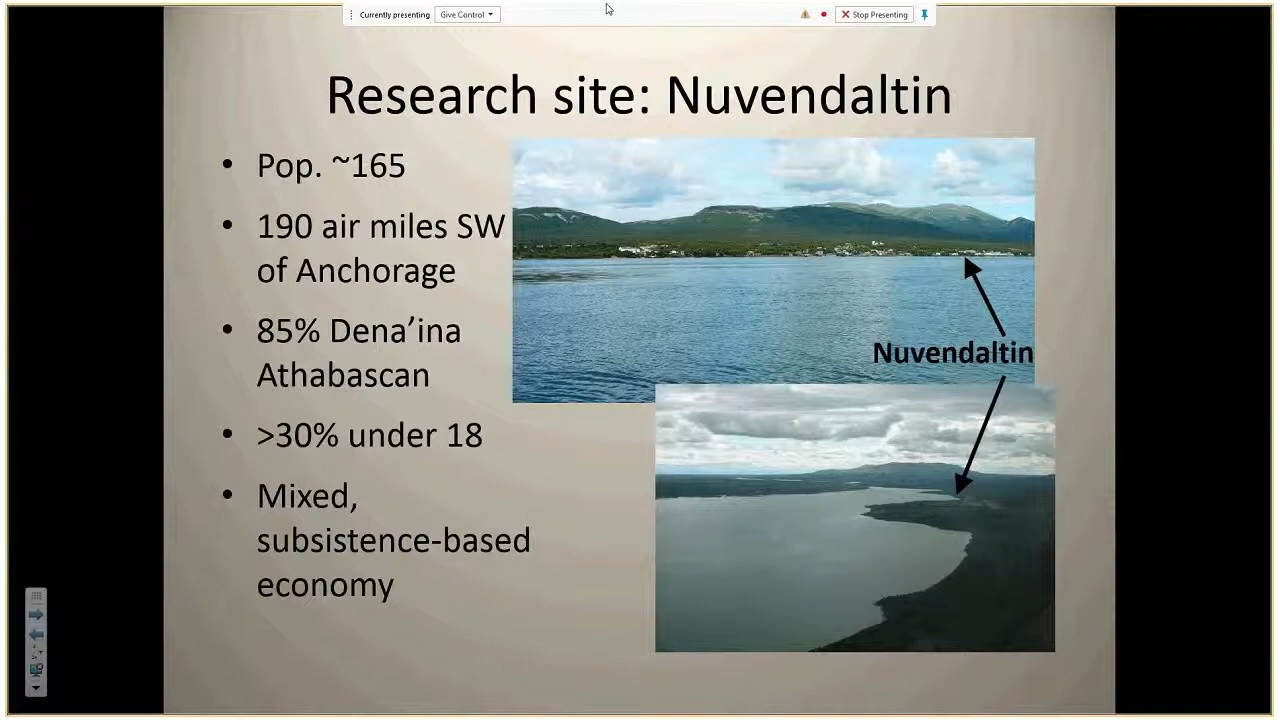 Currently presenting Give Control Stop Presenting
Research site: Nuvendaltin
• Pop. ~165
• 190 air miles SW
of Anchorage
• 85% Dena’ina
Athabascan
• >30% under 18
• Mixed,
subsistence-based
economy
Nuvendaltin